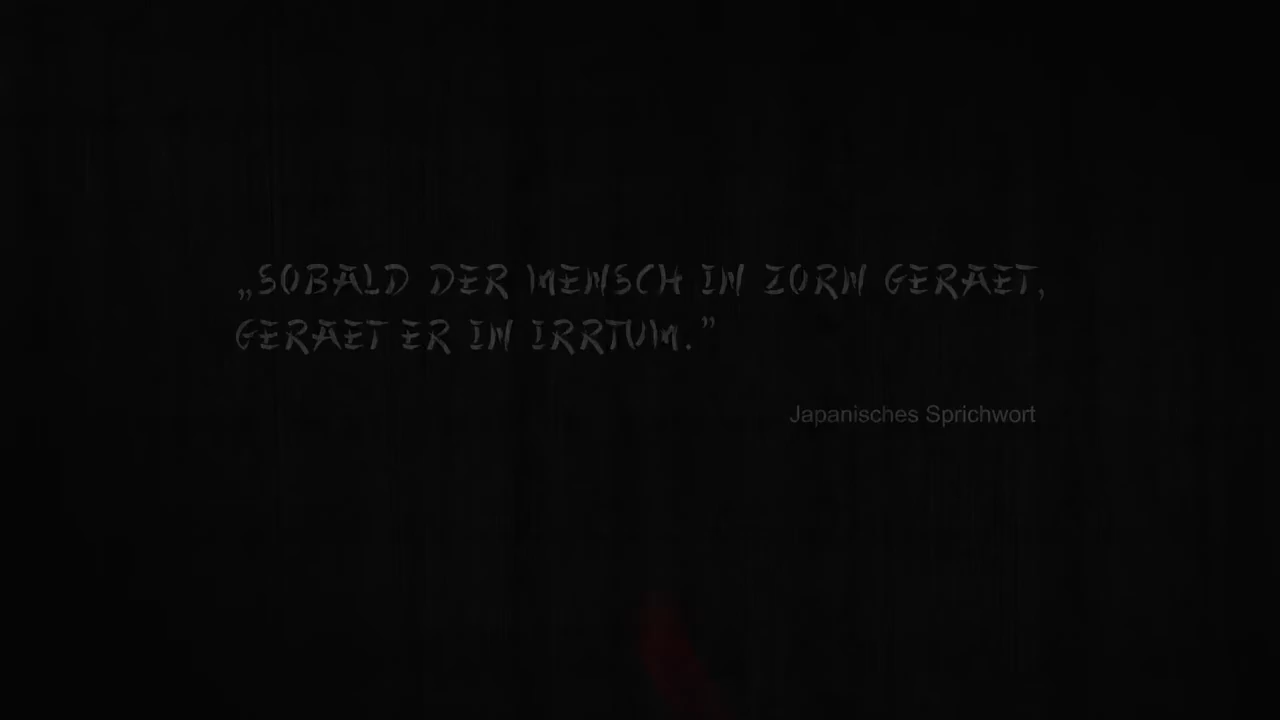 „SOBALD DER MENSCH IN ZORN GERAET,
GERAET ER IN IRRTUM.”
Japanisches Sprichwort